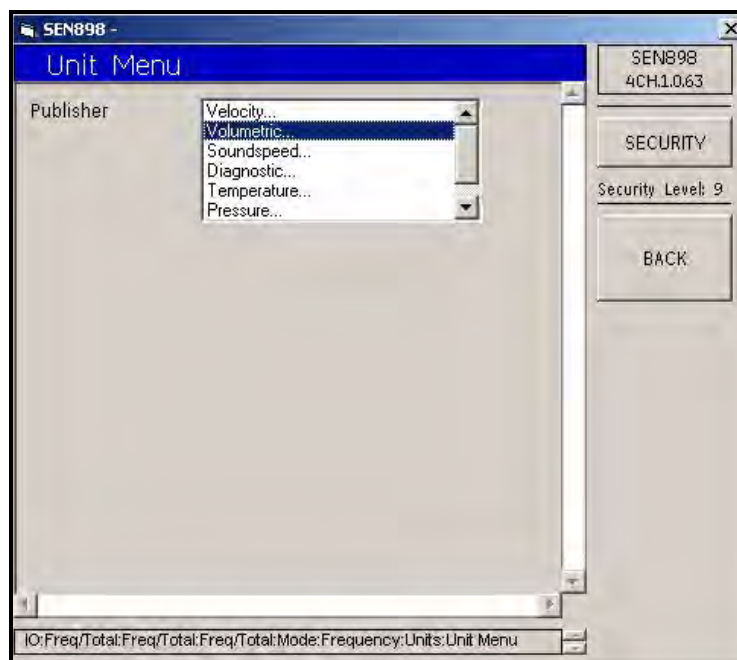 SEN898 -
Unit Menu
Publisher
Velocity...
Volumetric...
Soundspeed...
Diagnostic...
Temperature...
Pressure...
SEN898
4CH.1.0.63
SECURITY
Security Level: 9
BACK
IO:Freq/Total:Freq/Total:Freq/Total:Mode:Frequency:Units:Unit Menu